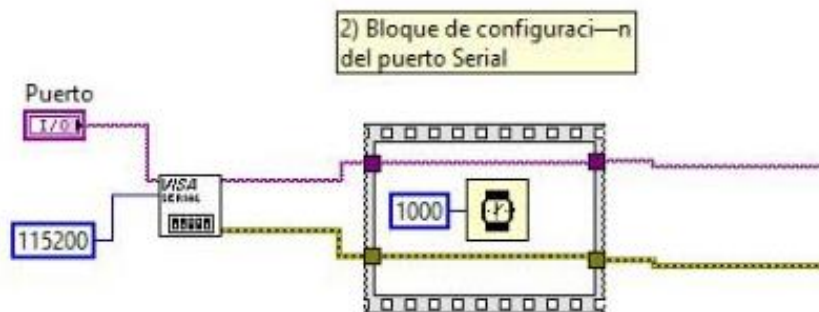 2) Bloque de configuraci—n
del puerto Serial
Puerto
I/O
VISA
SERIAL
115200
1000